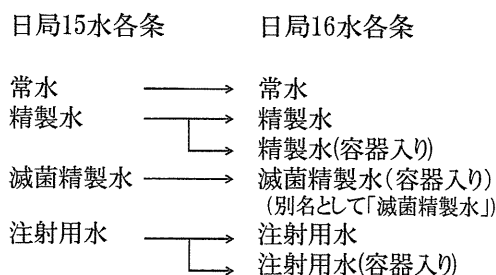 日局15水各条 日局16水各条
常水 常水
精製水 精製水
精製水(容器入り)
滅菌精製水 滅菌精製水(容器入り)
(別名として「滅菌精製水」)
注射用水 注射用水
注射用水(容器入り)